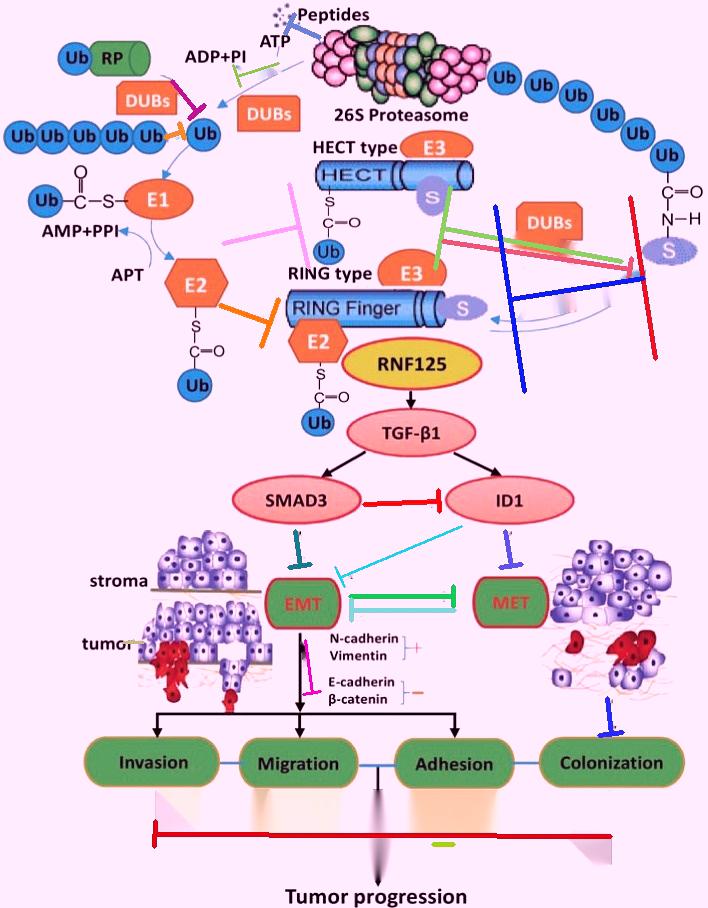 Peptides
ATP
ADP+PI
Ub RP
DUBs
DUBs
26S Proteasome
Ub Ub Ub Ub Ub Ub
Ub Ub Ub Ub Ub Ub
HECT type E3
HECT
S
S
C=O
Ub
Ub C S E1
O
AMP+PPI
APT
E2
S
C=O
Ub
C=O
N-H
S
DUBs
RING type E3
RING Finger S
E2
S
C=O
Ub
RNF125
TGF-β1
SMAD3 ID1
stroma
EMT MET
tumor
N-cadherin +
Vimentin
E-cadherin −
β-catenin
Invasion Migration Adhesion Colonization
Tumor progression